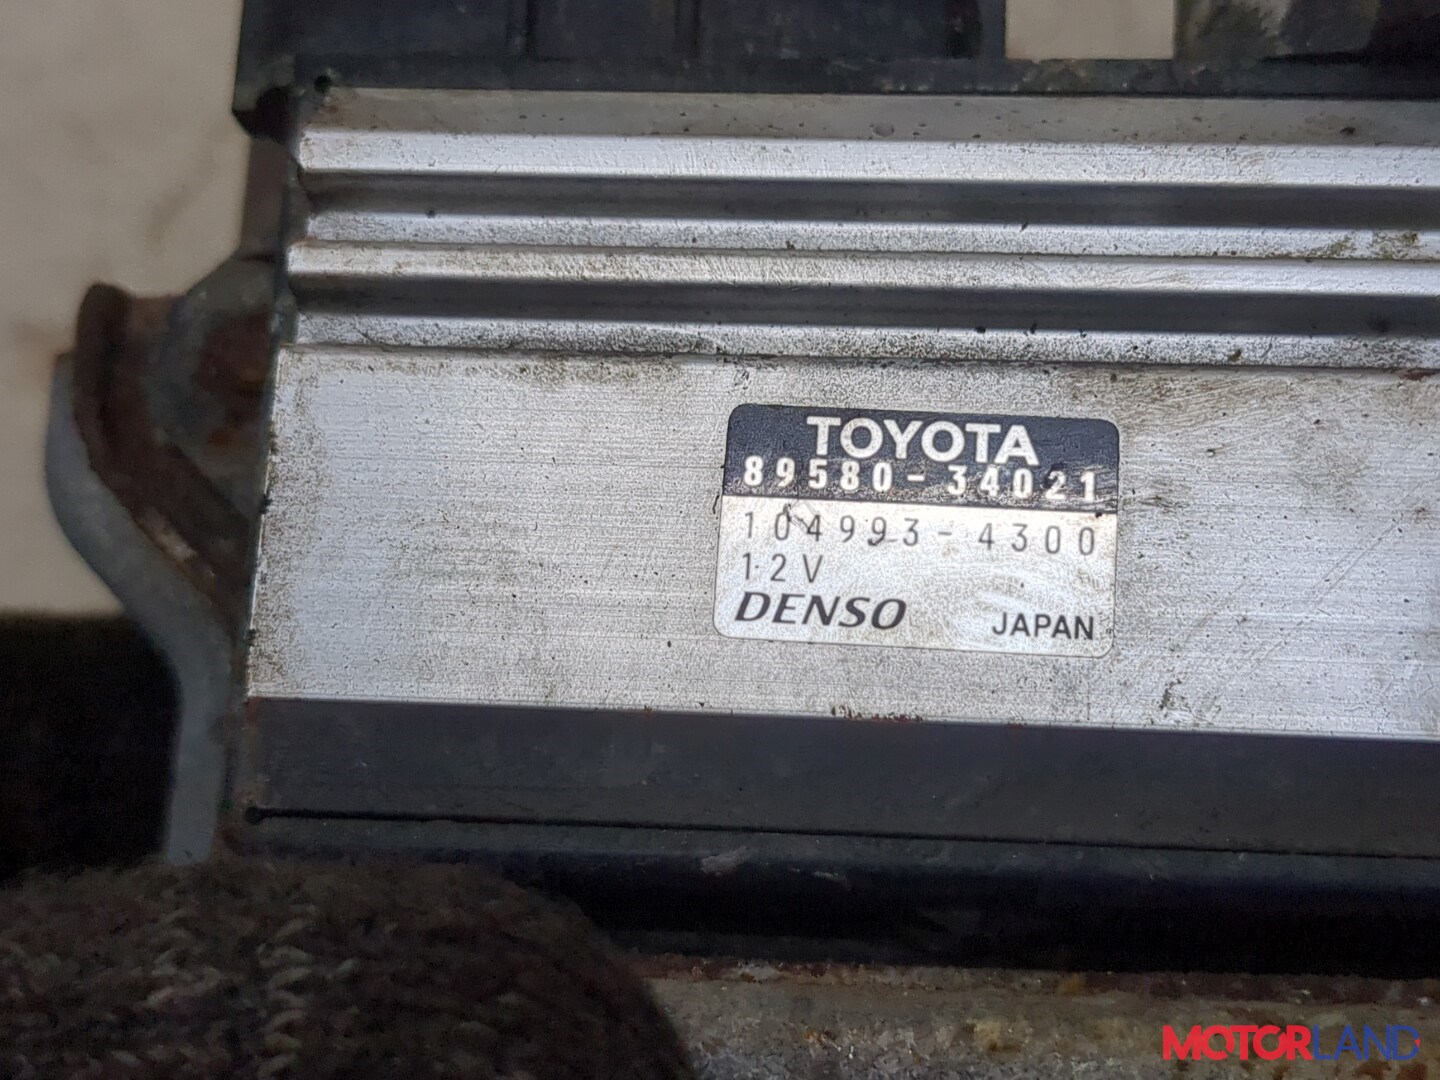 TOYOTA
89580-34021
104993-4300
12V
DENSO JAPAN
MOTORLAND